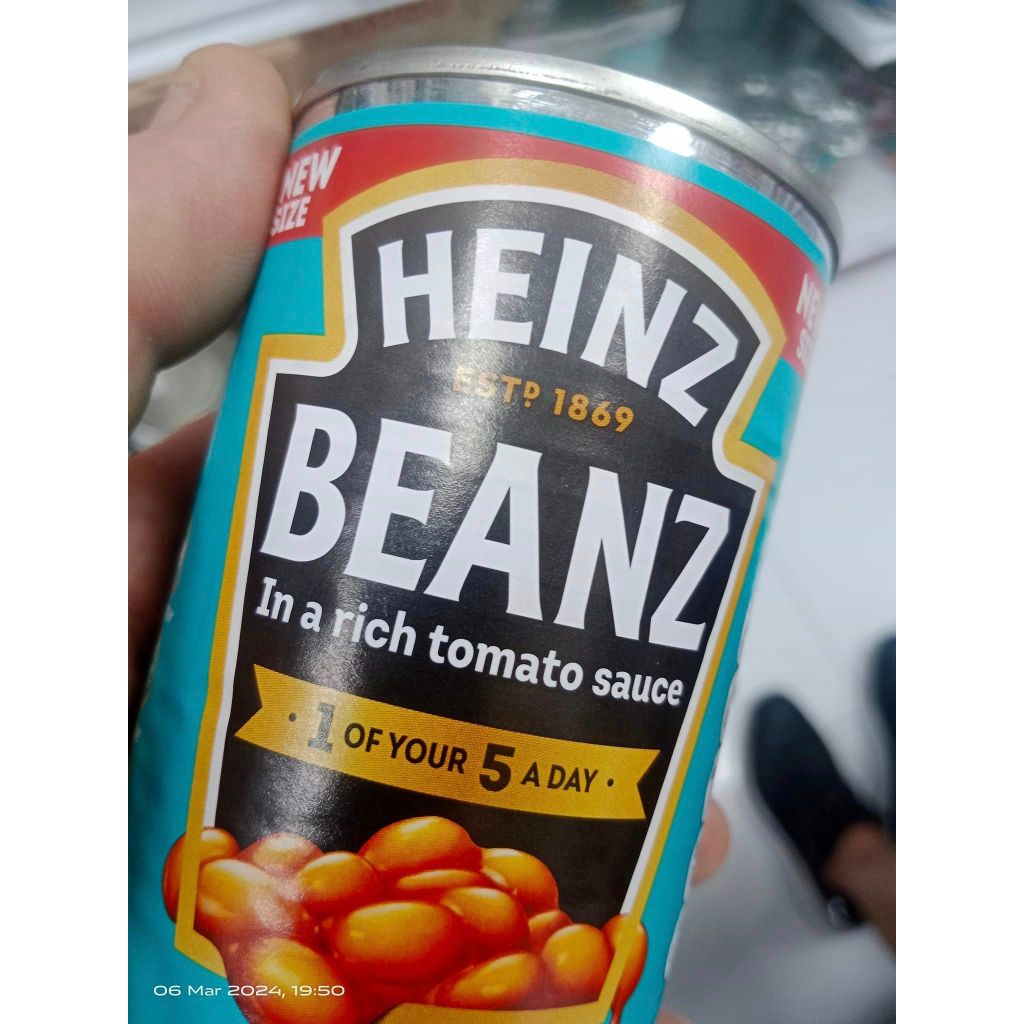 NEW
SIZE
HEINZ
ESTD 1869
BEANZ
In a rich tomato sauce
· 1 OF YOUR 5 A DAY ·
06 Mar 2024, 19:50